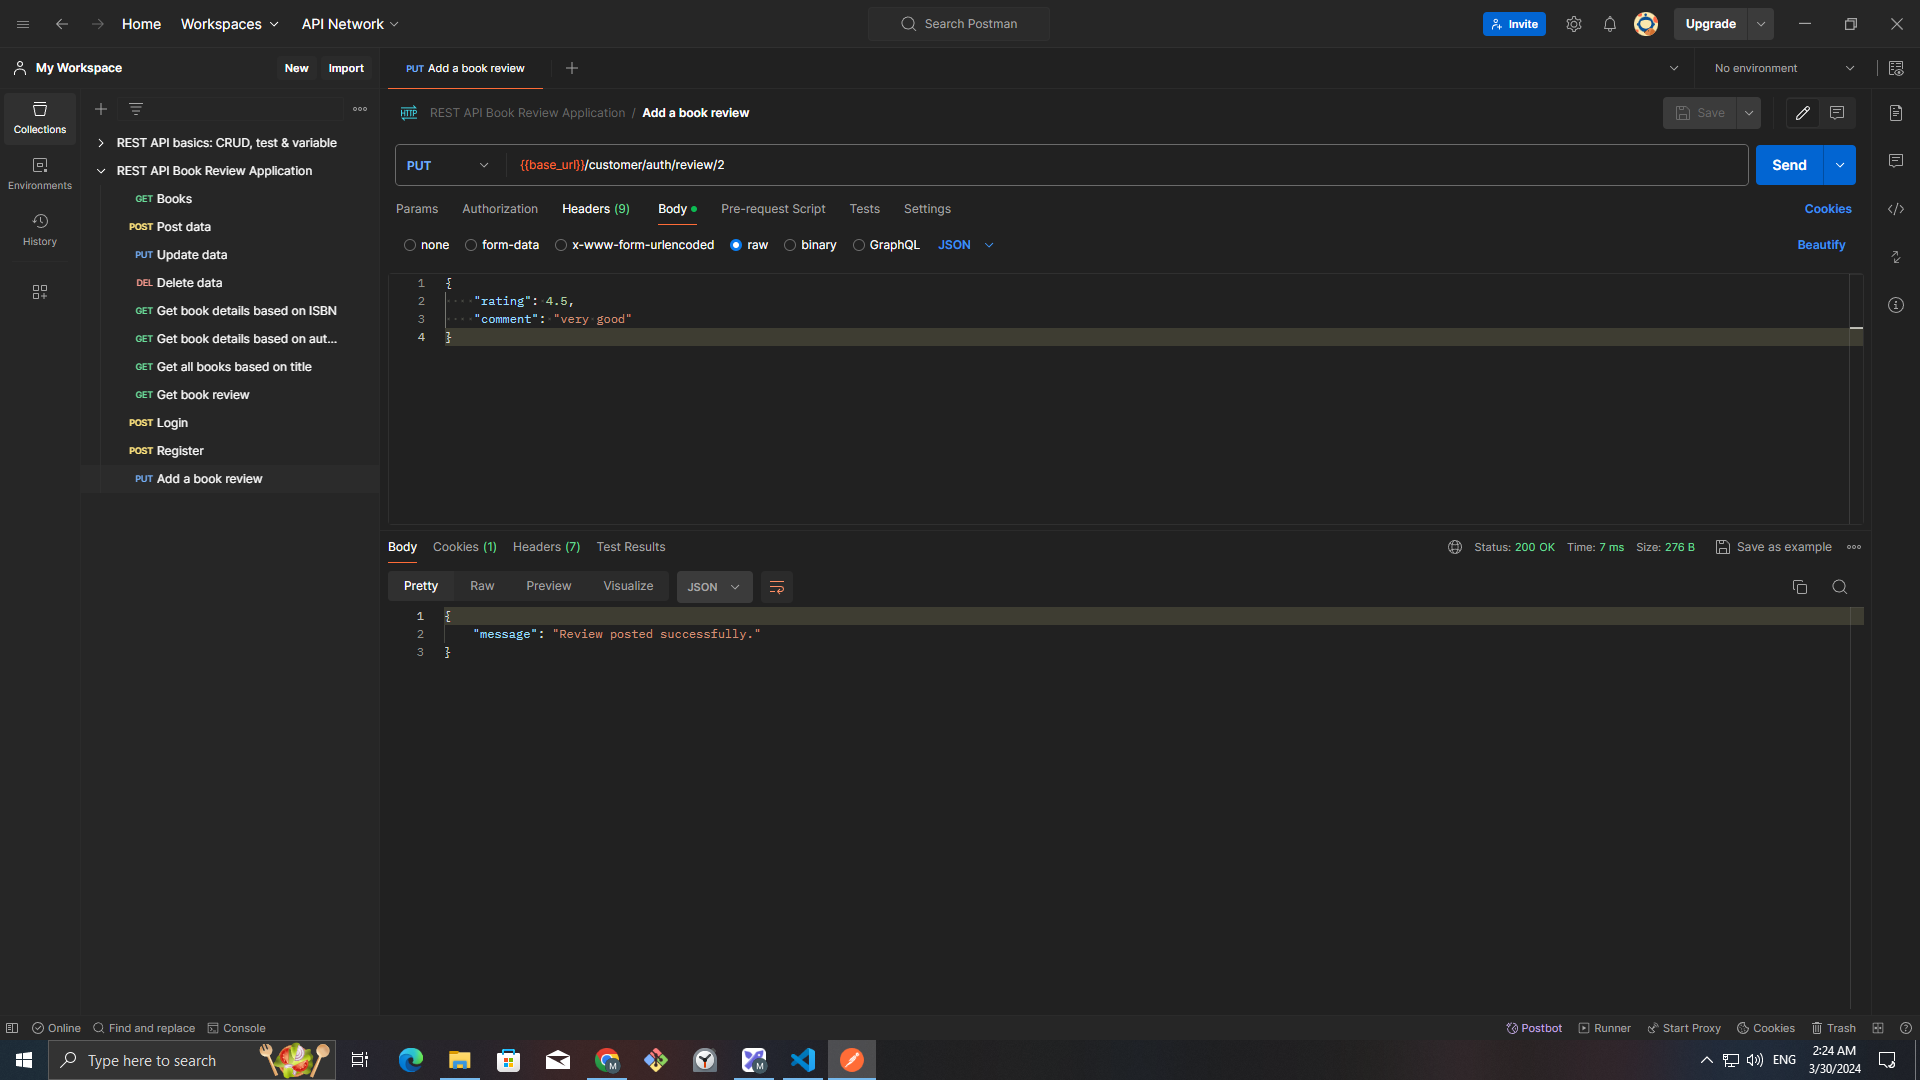 Home Workspaces API Network Search Postman Invite Upgrade
My Workspace New Import PUT Add a book review No environment
Collections
Environments
History
REST API basics: CRUD, test & variable
REST API Book Review Application
GET Books
POST Post data
PUT Update data
DEL Delete data
GET Get book details based on ISBN
GET Get book details based on aut...
GET Get all books based on title
GET Get book review
POST Login
POST Register
PUT Add a book review
HTTP REST API Book Review Application / Add a book review Save
PUT {{base_url}}/customer/auth/review/2 Send
Params Authorization Headers (9) Body Pre-request Script Tests Settings Cookies
none form-data x-www-form-urlencoded raw binary GraphQL JSON Beautify
1 {
2 ····"rating":·4.5,
3 ····"comment":·"very·good"
4 }
Body Cookies (1) Headers (7) Test Results Status: 200 OK Time: 7 ms Size: 276 B Save as example
Pretty Raw Preview Visualize JSON
1 {
2 "message": "Review posted successfully."
3 }
Online Find and replace Console Postbot Runner Start Proxy Cookies Trash
Type here to search M M ENG 2:24 AM
3/30/2024